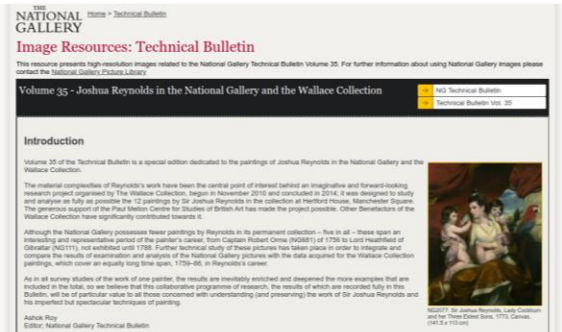 THE
NATIONAL
GALLERY
Home > Technical Bulletin
Image Resources: Technical Bulletin
This resource presents high-resolution images related to the National Gallery Technical Bulletin Volume 35. For further information about using National Gallery images please
contact the National Gallery Picture Library
Volume 35 - Joshua Reynolds in the National Gallery and the Wallace Collection
NG Technical Bulletin
Technical Bulletin Vol. 35
Introduction
Volume 35 of the Technical Bulletin is a special edition dedicated to the paintings of Joshua Reynolds in the National Gallery and the
Wallace Collection.
The material complexities of Reynolds's work have been the central point of interest behind an imaginative and forward-looking
research project organised by The Wallace Collection, begun in November 2010 and concluded in 2014; it was designed to study
and analyse as fully as possible the 12 paintings by Sir Joshua Reynolds in the collection at Hertford House, Manchester Square.
The generous support of the Paul Mellon Centre for Studies of British Art has made the project possible. Other Benefactors of the
Wallace Collection have significantly contributed towards it.
Although the National Gallery possesses fewer paintings by Reynolds in its permanent collection – five in all – these span an
interesting and representative period of the painter's career, from Captain Robert Orme (NG681) of 1756 to Lord Heathfield of
Gibraltar (NG111), not exhibited until 1788. Further technical study of these pictures has taken place in order to integrate and
compare the results of examination and analysis of the National Gallery pictures with the data acquired for the Wallace Collection
paintings, which cover an equally long time span, 1759–88, in Reynolds's career.
As in all survey studies of the work of one painter, the results are inevitably enriched and deepened the more examples that are
included in the total, so we believe that this collaborative programme of research, the results of which are recorded fully in this
Bulletin, will be of particular value to all those concerned with understanding (and preserving) the work of Sir Joshua Reynolds and
his imperfect but spectacular techniques of painting.
Ashok Roy
Editor, National Gallery Technical Bulletin
NG2077: Sir Joshua Reynolds, Lady Cockburn
and her Three Eldest Sons, 1773, Canvas,
(141.5 x 113 cm)